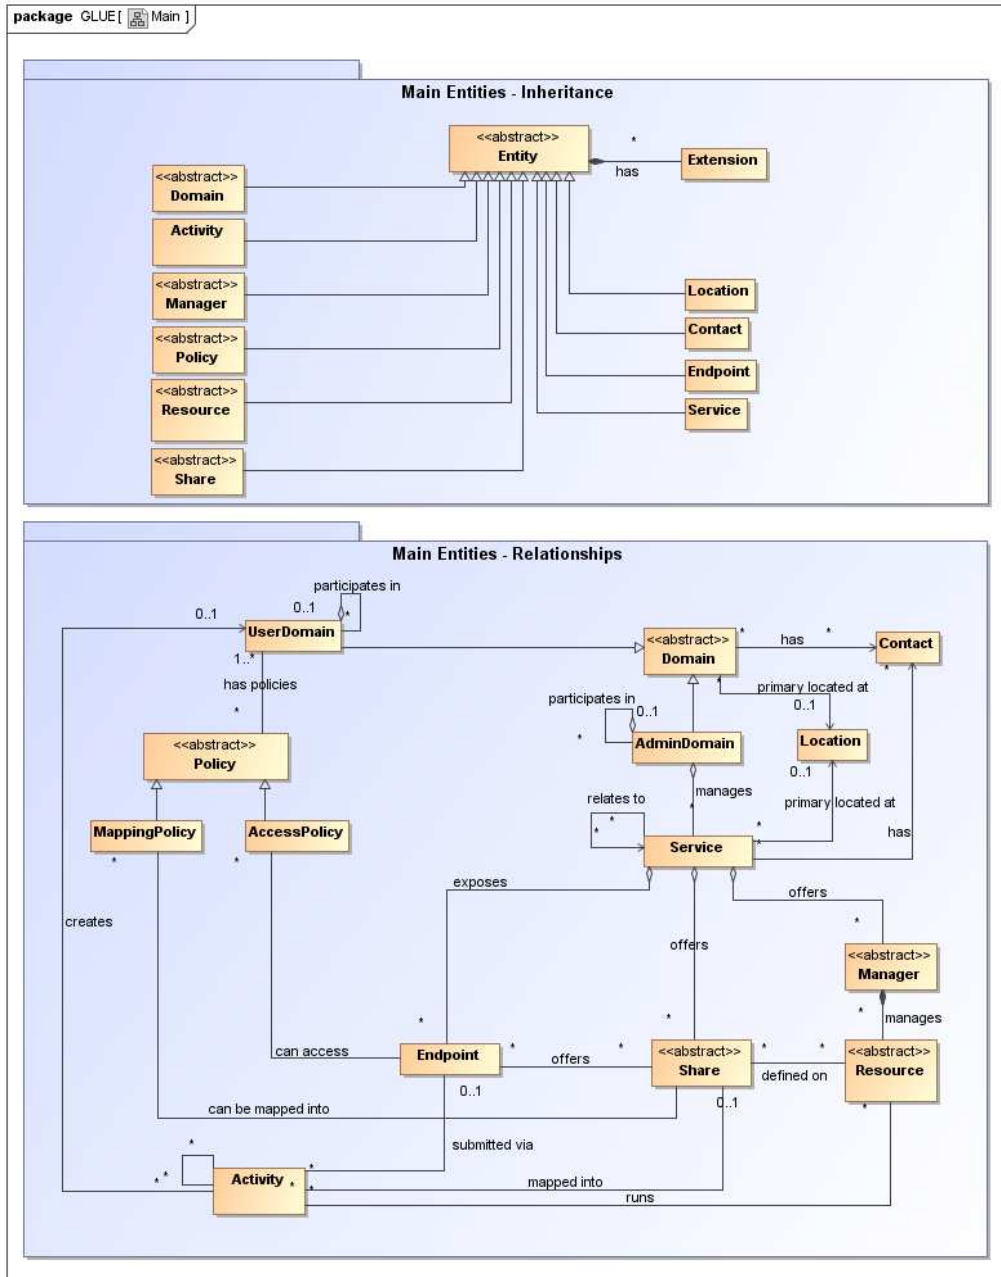 package GLUE[ Main ]
Main Entities - Inheritance
<<abstract>>
Entity
*
has
Extension
<<abstract>>
Domain
Activity
<<abstract>>
Manager
<<abstract>>
Policy
<<abstract>>
Resource
<<abstract>>
Share
Location
Contact
Endpoint
Service
Main Entities - Relationships
participates in
0..1
0..1
*
UserDomain
1..*
has policies
*
<<abstract>>
Domain
*
has
*
Contact
*
*
primary located at
0..1
participates in
0..1
*
AdminDomain
Location
0..1
<<abstract>>
Policy
manages
*
relates to
*
*
primary located at
*
*
has
MappingPolicy
*
AccessPolicy
*
Service
exposes
offers
*
creates
offers
<<abstract>>
Manager
*
manages
*
*
can access
Endpoint
*
offers
*
0..1
<<abstract>>
Share
*
defined on
*
0..1
<<abstract>>
Resource
*
can be mapped into
submitted via
*
*
*
*
Activity
*
*
mapped into
runs